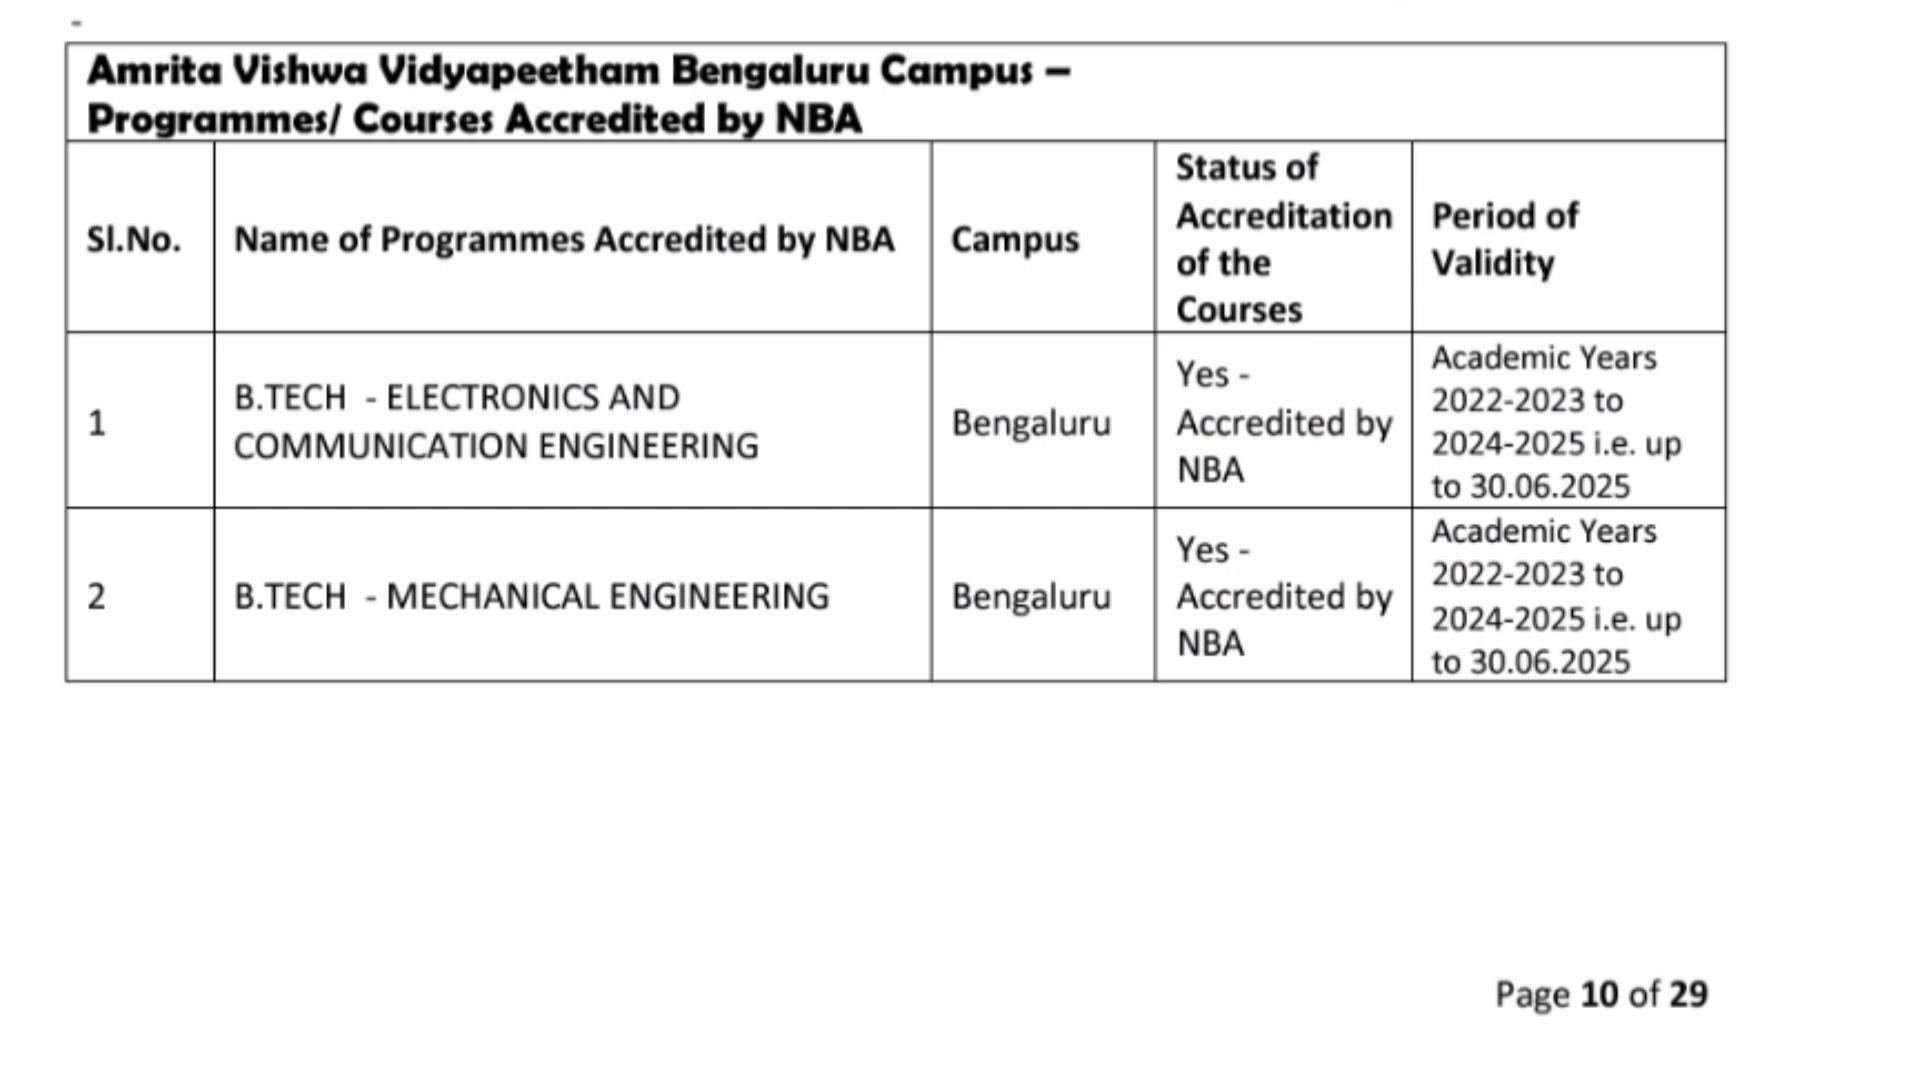 -
Amrita Vishwa Vidyapeetham Bengaluru Campus –
Programmes/ Courses Accredited by NBA
Sl.No.
Name of Programmes Accredited by NBA
Campus
Status of
Accreditation
of the
Courses
Period of
Validity
1
B.TECH  - ELECTRONICS AND
COMMUNICATION ENGINEERING
Bengaluru
Yes -
Accredited by
NBA
Academic Years
2022-2023 to
2024-2025 i.e. up
to 30.06.2025
2
B.TECH  - MECHANICAL ENGINEERING
Bengaluru
Yes -
Accredited by
NBA
Academic Years
2022-2023 to
2024-2025 i.e. up
to 30.06.2025
Page 10 of 29